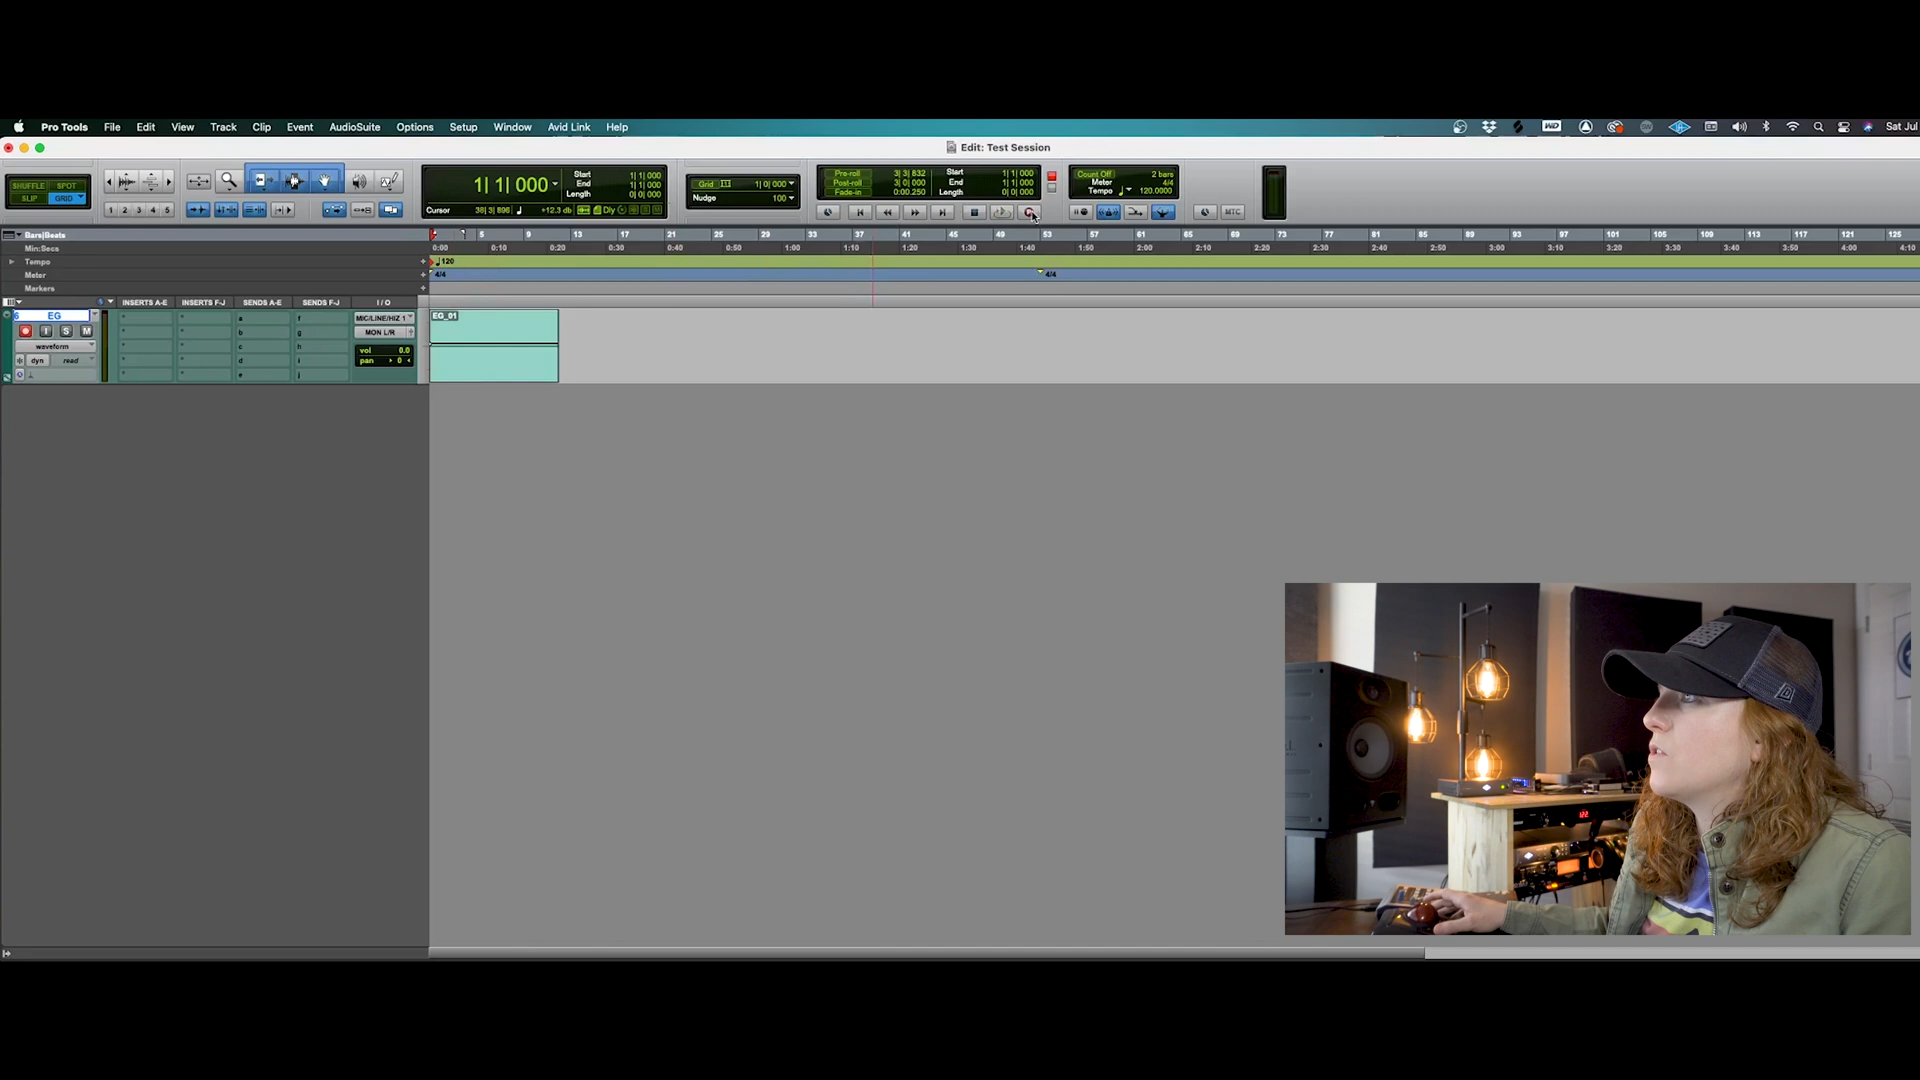 Pro Tools File Edit View Track Clip Event AudioSuite Options Setup Window Avid Link Help WD Sat Jul
Edit: Test Session
SHUFFLE SPOT
SLIP GRID
1 2 3 4 5
1| 1| 000
Start 1| 1| 000
End 1| 1| 000
Length 0| 0| 000
Cursor 38| 3| 896 +12.3 db Dly
Grid 1| 0| 000
Nudge 100
Pre-roll 3| 3| 832
Post-roll 3| 0| 000
Fade-in 0:00.250
Start 1| 1| 000
End 1| 1| 000
Length 0| 0| 000
Count Off 2 bars
Meter 4/4
Tempo 120.0000
MTC
Bars|Beats 5 9 13 17 21 25 29 33 37 41 45 49 53 57 61 65 69 73 77 81 85 89 93 97 101 105 109 113 117 121 125
Min:Secs 0:00 0:10 0:20 0:30 0:40 0:50 1:00 1:10 1:20 1:30 1:40 1:50 2:00 2:10 2:20 2:30 2:40 2:50 3:00 3:10 3:20 3:30 3:40 3:50 4:00 4:10
Tempo 120
Meter 4/4 4/4
Markers
INSERTS A-E INSERTS F-J SENDS A-E SENDS F-J I / O
6 EG
I S M
waveform
dyn read
a f
b g
c h
d i
e j
MIC/LINE/HIZ 1
MON L/R
vol 0.0
pan 0
EG_01